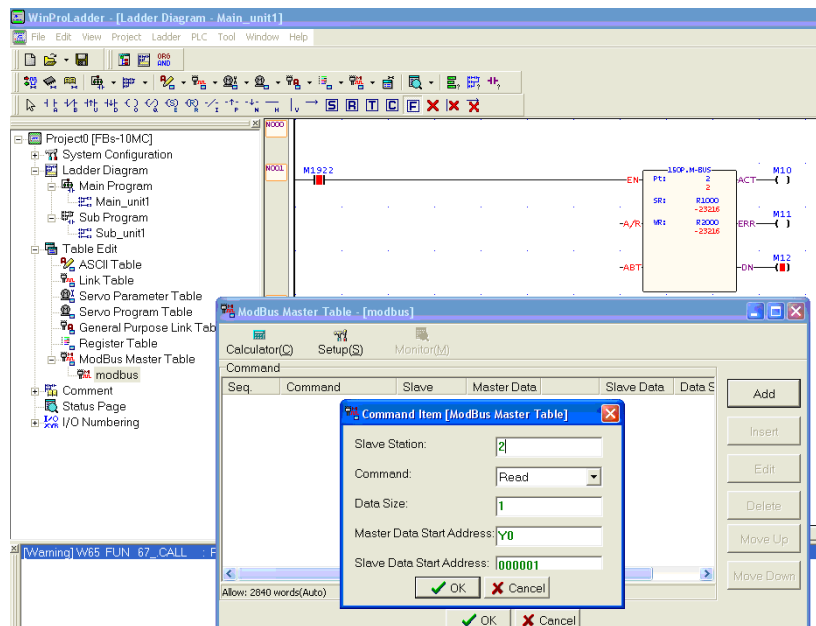 WinProLadder - [Ladder Diagram - Main_unit1]
File Edit View Project Ladder PLC Tool Window Help
ORG
AND
A B TU TD I P N H V S R T C F
Project0 [FBs-10MC]
System Configuration
Ladder Diagram
Main Program
Main_unit1
Sub Program
Sub_unit1
Table Edit
ASCII Table
Link Table
Servo Parameter Table
Servo Program Table
General Purpose Link Tab
Register Table
ModBus Master Table
modbus
Comment
Status Page
I/O Numbering
N000
N001
M1922
150P.M-BUS
EN
Pt: 2
2
ACT
M10
SR: R1000
-23216
A/R
WR: R2000
-23216
ERR
M11
ABT
DN
M12
ModBus Master Table - [modbus]
Calculator(C) Setup(S) Monitor(M)
Command
Seq. Command Slave Master Data Slave Data Data S
Add
Insert
Edit
Delete
Move Up
Move Down
Command Item [ModBus Master Table]
Slave Station: 2
Command: Read
Data Size: 1
Master Data Start Address: Y0
Slave Data Start Address: 000001
OK Cancel
Allow: 2840 words(Auto)
OK Cancel
[Warning] W65 FUN 67_.CALL : F